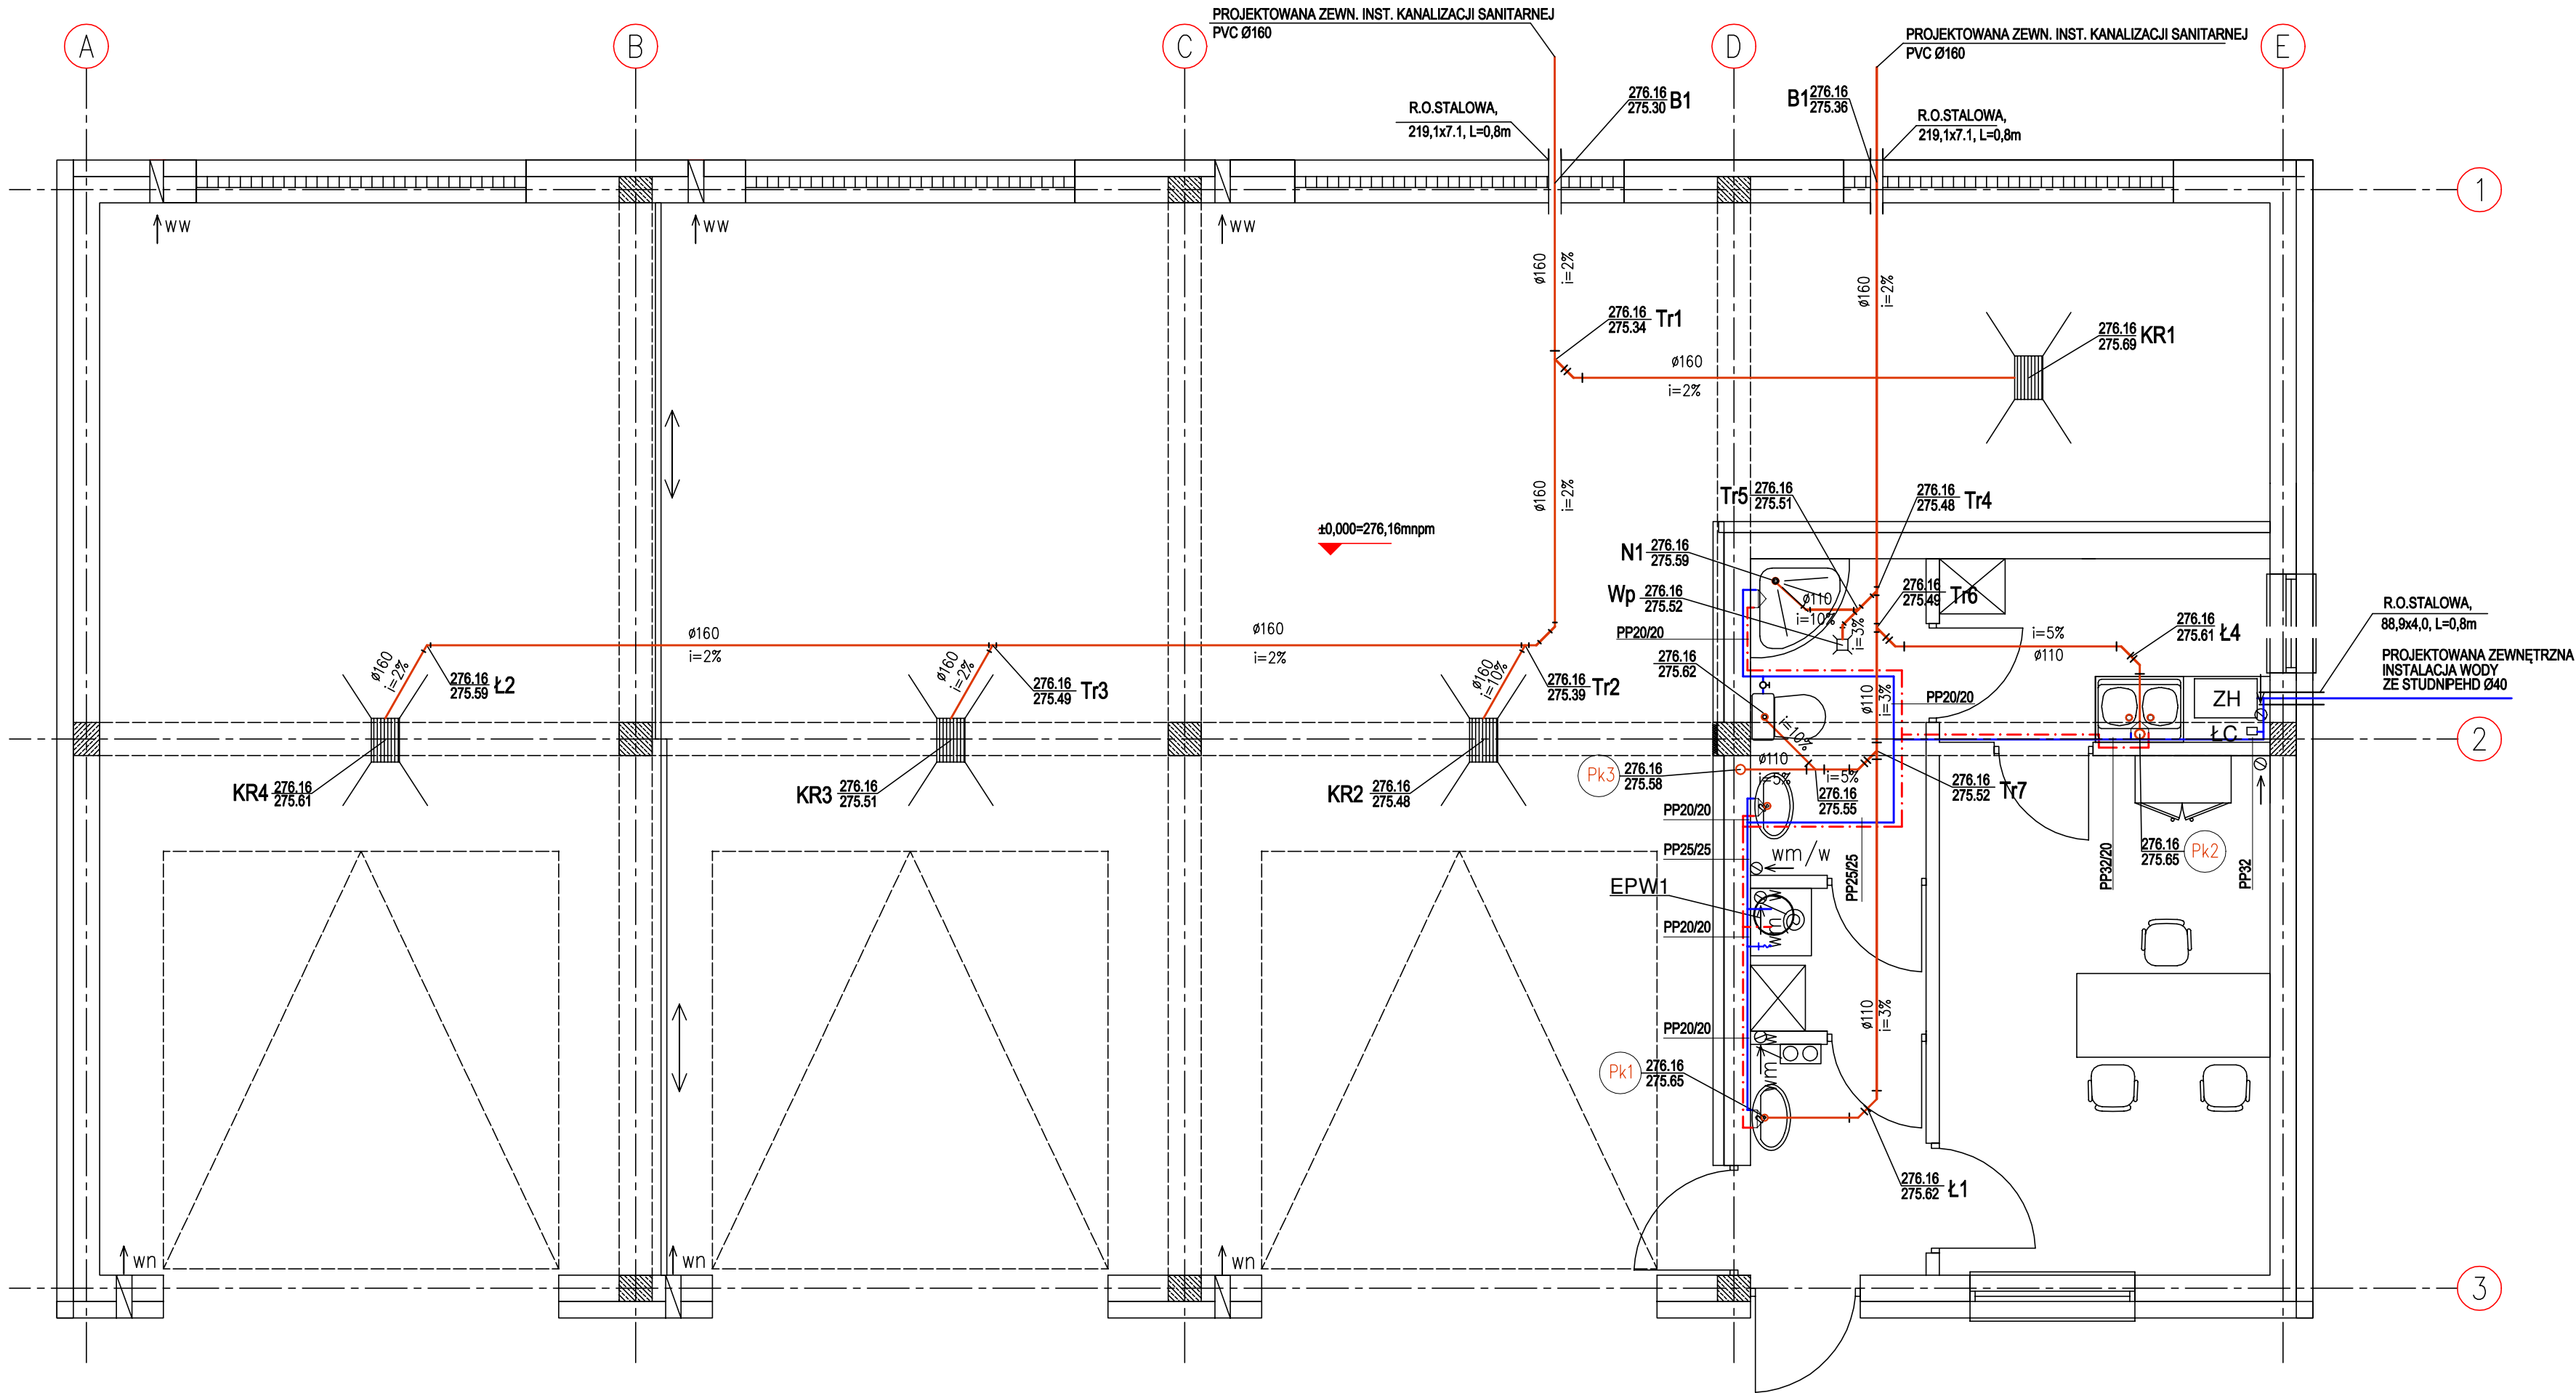 PROJEKTOWANA ZEWN. INST. KANALIZACJI SANITARNEJ
PVC Ø160
PROJEKTOWANA ZEWN. INST. KANALIZACJI SANITARNEJ
PVC Ø160
A
B
C
D
E
R.O.STALOWA,
219,1x7.1, L=0,8m
276.16
275.30
B1
B1
276.16
275.36
R.O.STALOWA,
219,1x7.1, L=0,8m
1
ww
ww
ww
ø160
i=2%
ø160
i=2%
276.16
275.34
Tr1
276.16
275.69
KR1
ø160
i=2%
ø160
i=2%
Tr5
276.16
275.51
276.16
275.48
Tr4
±0,000=276,16mnpm
N1
276.16
275.59
Wp
276.16
275.52
ø110
i=10%
i=3%
276.16
275.49
Tr6
276.16
275.61
Ł4
R.O.STALOWA,
88,9x4,0, L=0,8m
PP20/20
i=5%
ø110
PROJEKTOWANA ZEWNĘTRZNA
INSTALACJA WODY
ZE STUDNIPEHD Ø40
ø160
i=2%
ø160
i=2%
276.16
275.62
ø160
i=2%
276.16
275.59
Ł2
ø160
i=2%
276.16
275.49
Tr3
ø160
i=10%
276.16
275.39
Tr2
ø110
i=3%
PP20/20
ZH
ŁC
i=10%
2
ø110
i=5%
i=5%
Pk3
276.16
275.58
276.16
275.55
276.16
275.52
Tr7
KR4
276.16
275.61
KR3
276.16
275.51
KR2
276.16
275.48
PP20/20
PP25/25
wm/w
PP25/25
276.16
275.65
Pk2
PP32/20
PP32
EPW1
wm/w
PP20/20
PP20/20
ø110
i=3%
Pk1
276.16
275.65
wm/w
276.16
275.62
Ł1
wn
wn
wn
3